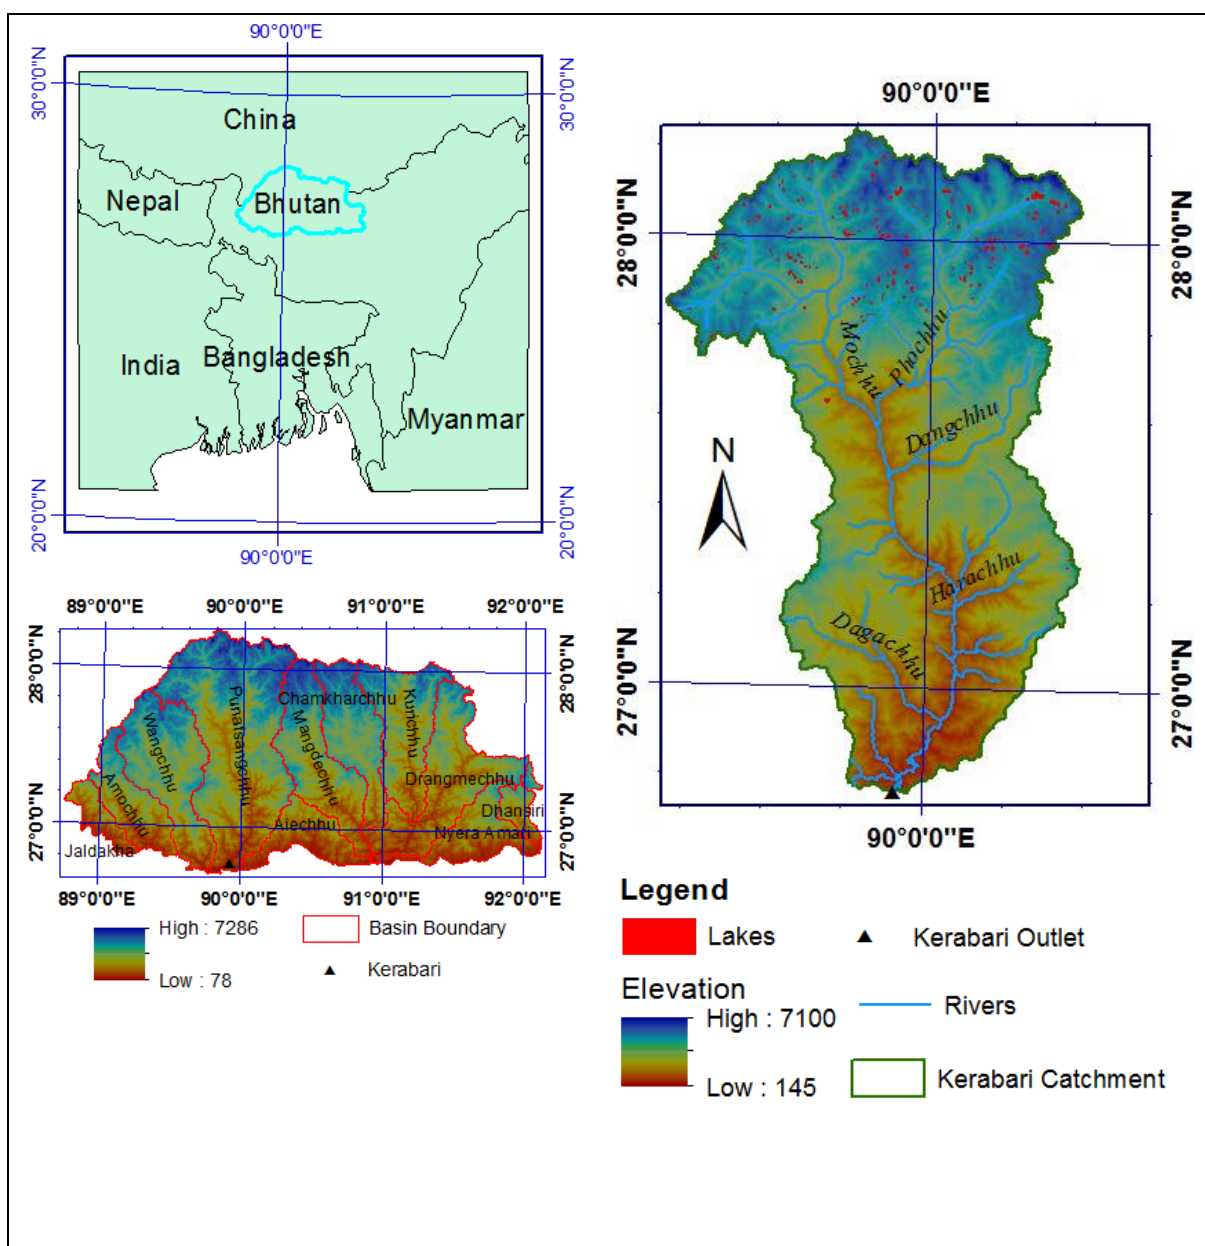 90°0'0"E
30°0'0"N
30°0'0"N
China
Nepal
Bhutan
India
Bangladesh
Myanmar
20°0'0"N
20°0'0"N
90°0'0"E
89°0'0"E 90°0'0"E 91°0'0"E 92°0'0"E
28°0'0"N
28°0'0"N
Chamkharchhu
Kurichhu
Punatsangchhu
Wangchhu
Mangdechhu
Drangmechhu
Amochhu
Dhansiri
Aiechhu
Nyera Amari
27°0'0"N
27°0'0"N
Jaldakha
89°0'0"E 90°0'0"E 91°0'0"E 92°0'0"E
High : 7286
Low : 78
Basin Boundary
Kerabari
90°0'0"E
28°0'0"N
28°0'0"N
Mochhu
Phochhu
Dangchhu
N
Harachhu
Dagachhu
27°0'0"N
27°0'0"N
90°0'0"E
Legend
Lakes
Kerabari Outlet
Elevation
High : 7100
Low : 145
Rivers
Kerabari Catchment